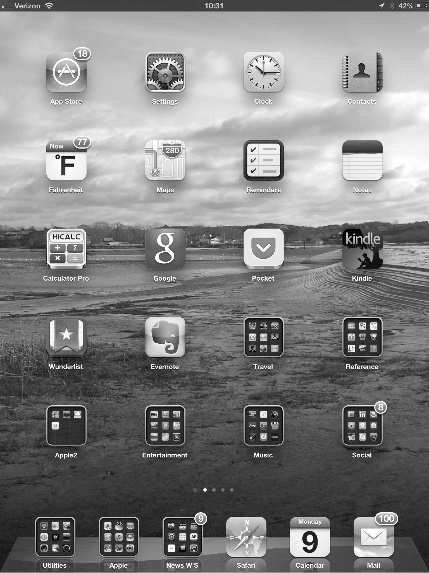 Verizon 10:31 42%
18
App Store Settings Clock Contacts
Now 77
°F 280
Fahrenheit Maps Reminders Notes
HICALC g kindle
+ ÷
× =
Calculator Pro Google Pocket Kindle
Wunderlist Evernote Travel Reference
8
Apple2 Entertainment Music Social
9 Monday 100
N 9
Utilities Apple News W S Safari Calendar Mail